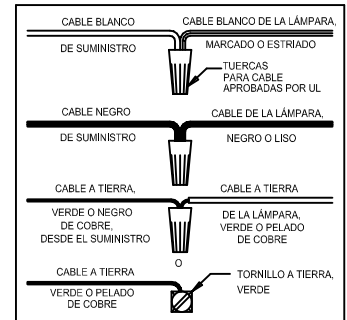 CABLE BLANCO
DE SUMINISTRO
CABLE BLANCO DE LA LÁMPARA,
MARCADO O ESTRIADO
TUERCAS
PARA CABLE
APROBADAS POR UL
CABLE NEGRO
DE SUMINISTRO
CABLE DE LA LÁMPARA,
NEGRO O LISO
CABLE A TIERRA,
VERDE O NEGRO
DE COBRE,
DESDE EL SUMINISTRO
CABLE A TIERRA
DE LA LÁMPARA,
VERDE O PELADO
DE COBRE
O
CABLE A TIERRA
VERDE O PELADO
DE COBRE
TORNILLO A TIERRA,
VERDE